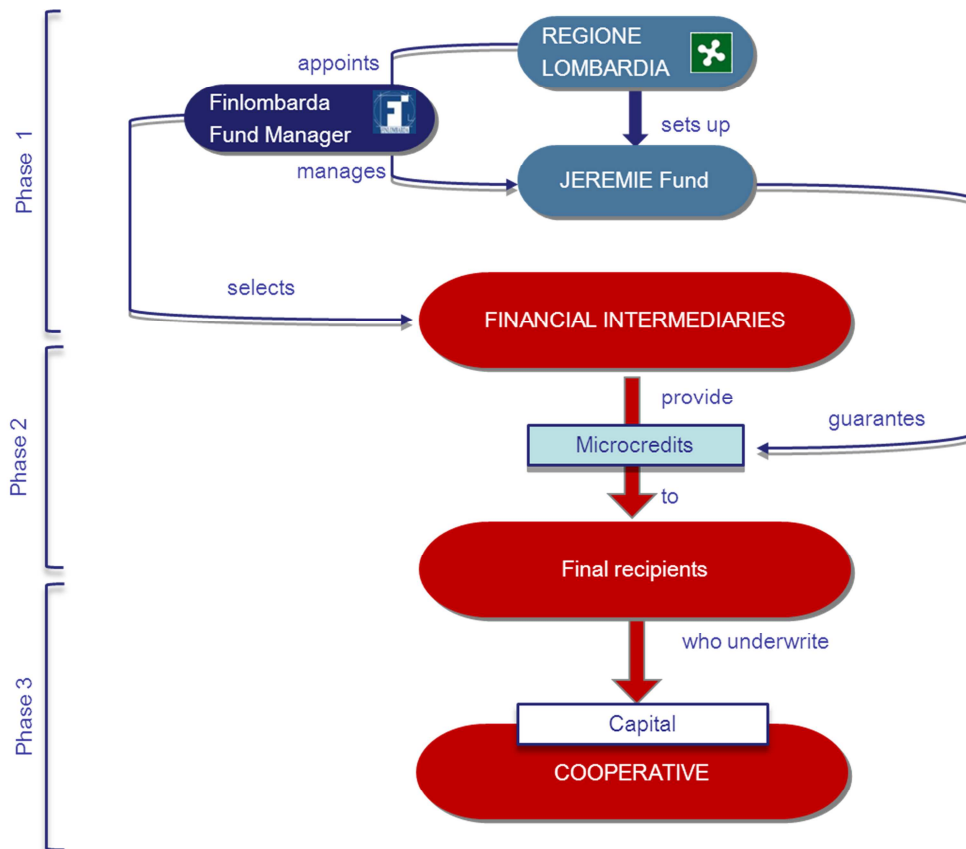 Phase 1
REGIONE
LOMBARDIA
appoints
Finlombarda
Fund Manager
sets up
manages
JEREMIE Fund
selects
FINANCIAL INTERMEDIARIES
Phase 2
provide
guarantes
Microcredits
to
Final recipients
Phase 3
who underwrite
Capital
COOPERATIVE